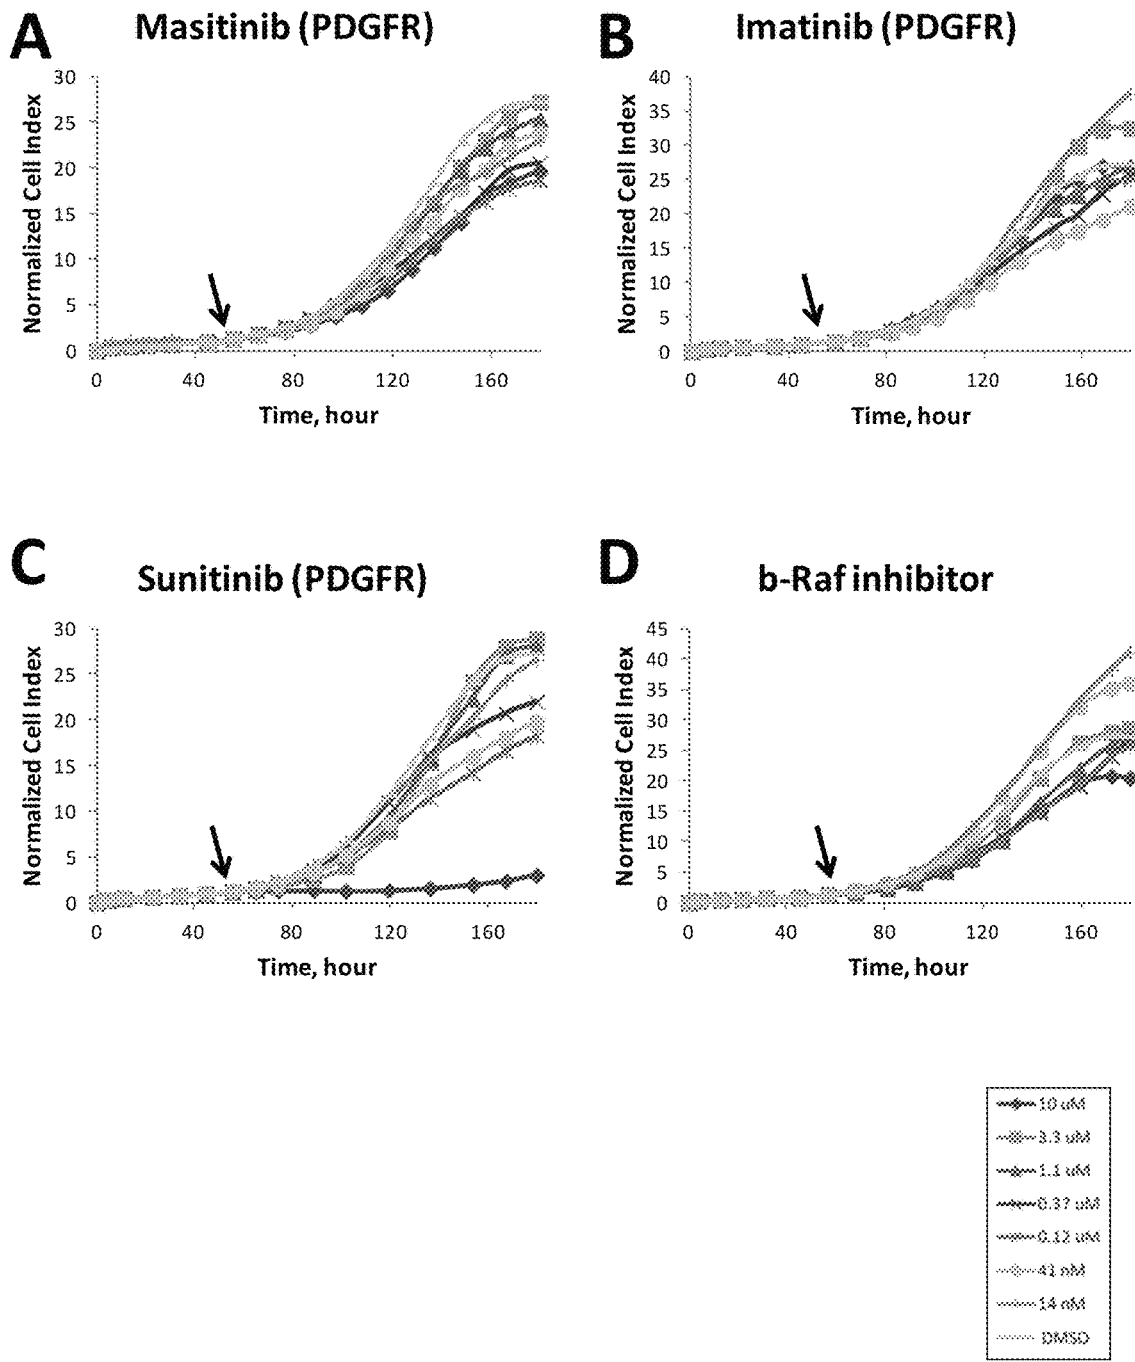 A Masitinib (PDGFR)
Normalized Cell Index
30
25
20
15
10
5
0
0 40 80 120 160
Time, hour
B Imatinib (PDGFR)
Normalized Cell Index
40
35
30
25
20
15
10
5
0
0 40 80 120 160
Time, hour
C Sunitinib (PDGFR)
Normalized Cell Index
30
25
20
15
10
5
0
0 40 80 120 160
Time, hour
D b-Raf inhibitor
Normalized Cell Index
45
40
35
30
25
20
15
10
5
0
0 40 80 120 160
Time, hour
10 uM
3.3 uM
1.1 uM
0.37 uM
0.12 uM
41 nM
14 nM
DMSO